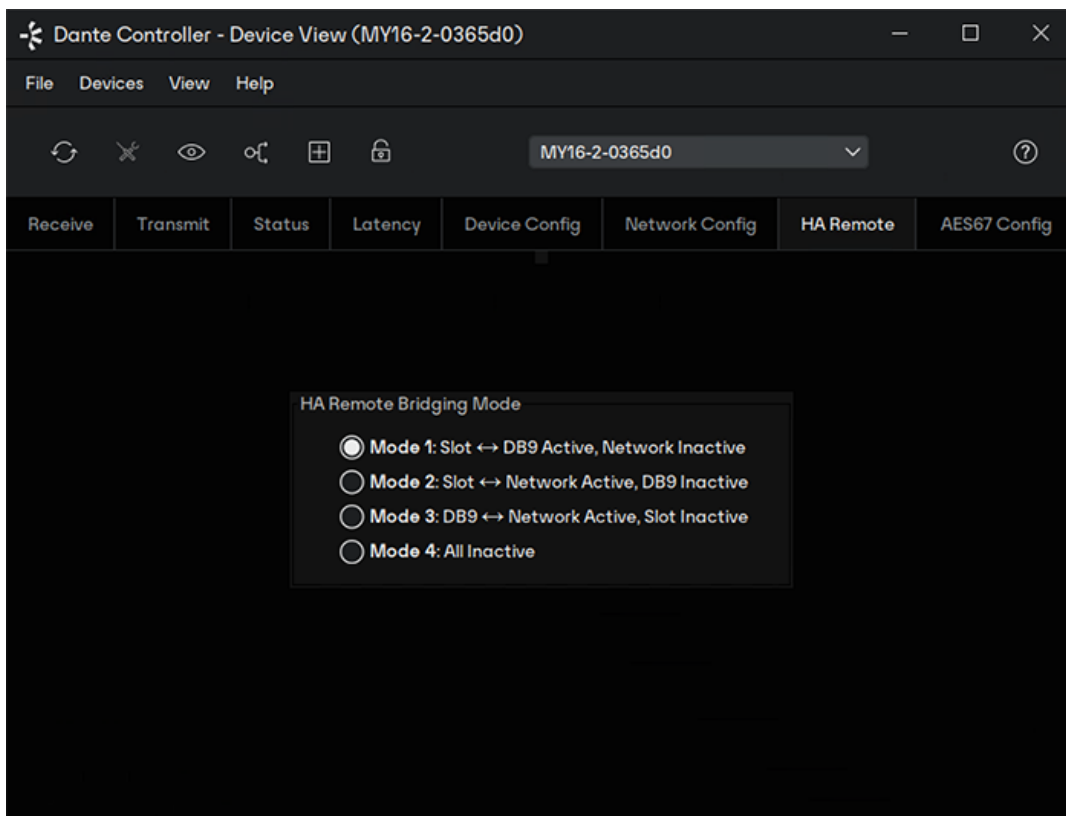 Dante Controller - Device View (MY16-2-0365d0)
File Devices View Help
MY16-2-0365d0
Receive Transmit Status Latency Device Config Network Config HA Remote AES67 Config
HA Remote Bridging Mode
Mode 1: Slot ↔ DB9 Active, Network Inactive
Mode 2: Slot ↔ Network Active, DB9 Inactive
Mode 3: DB9 ↔ Network Active, Slot Inactive
Mode 4: All Inactive